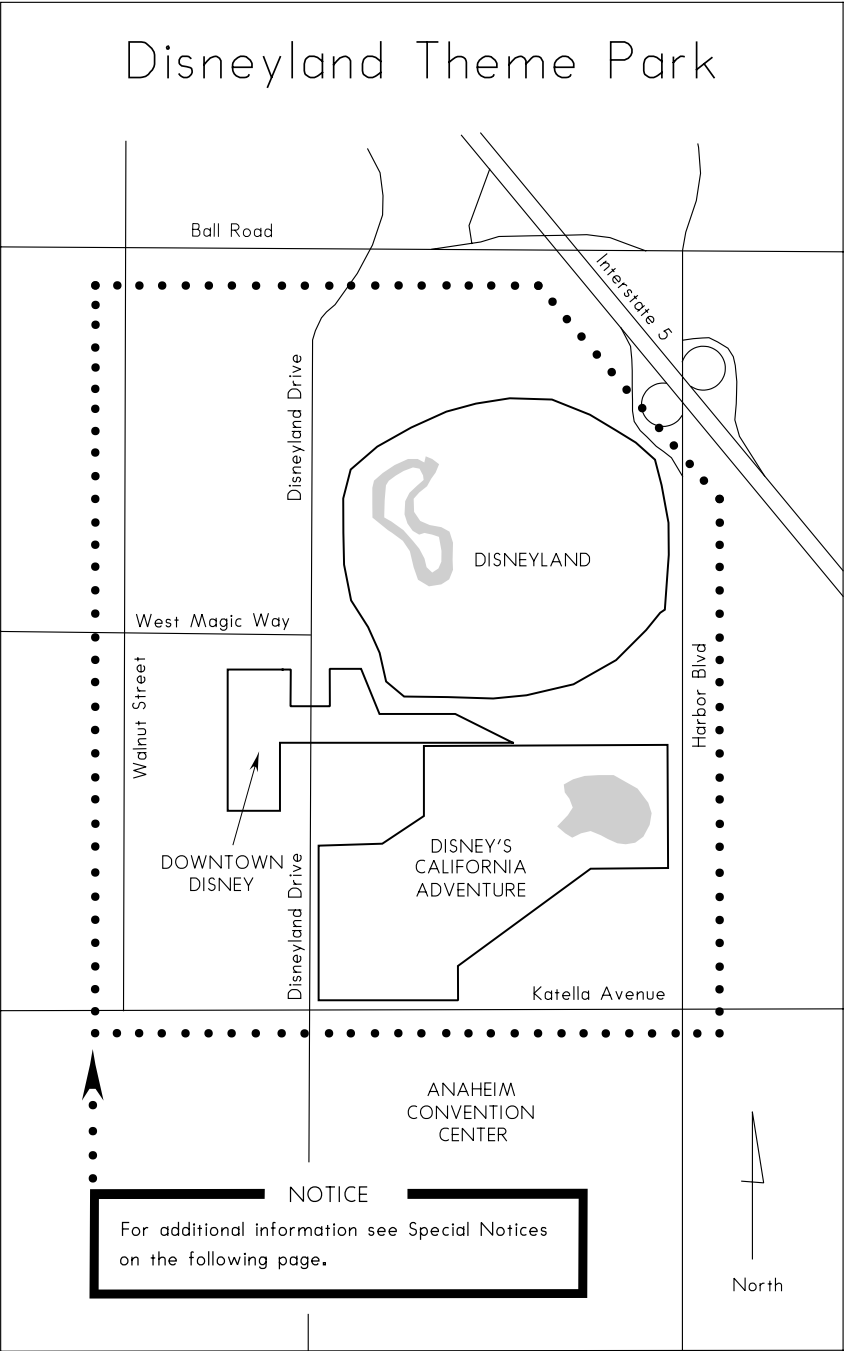 Disneyland Theme Park
Ball Road
Interstate 5
Disneyland Drive
DISNEYLAND
West Magic Way
Walnut Street
Harbor Blvd
DOWNTOWN
DISNEY
Disneyland Drive
DISNEY'S
CALIFORNIA
ADVENTURE
Katella Avenue
ANAHEIM
CONVENTION
CENTER
NOTICE
For additional information see Special Notices
on the following page.
North